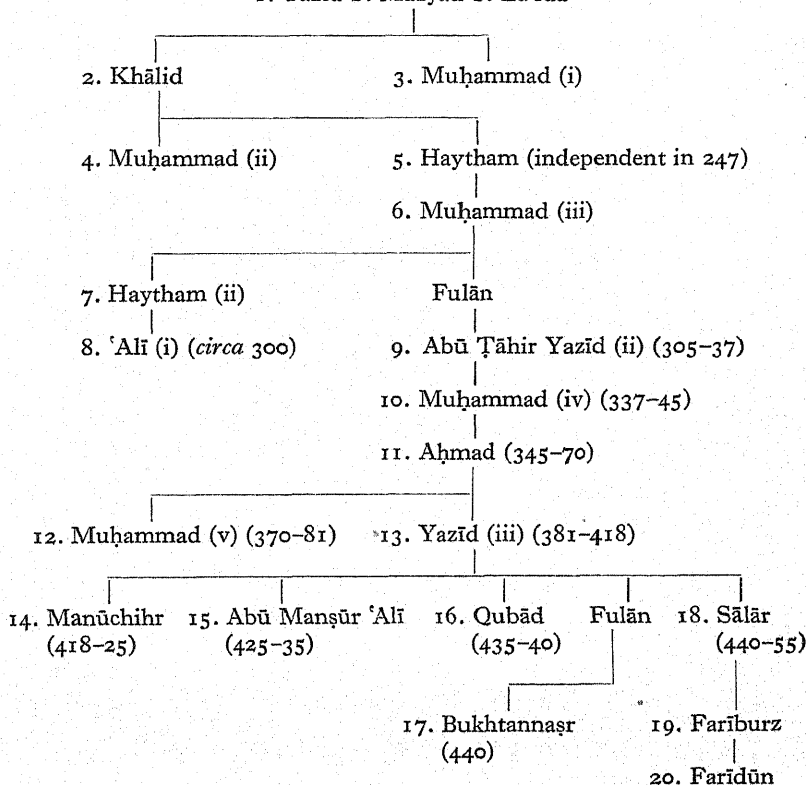 2. Khālid 3. Muḥammad (i)
4. Muḥammad (ii) 5. Haytham (independent in 247)
6. Muḥammad (iii)
7. Haytham (ii) Fulān
8. ʿAlī (i) (circa 300) 9. Abū Ṭāhir Yazīd (ii) (305–37)
10. Muḥammad (iv) (337–45)
11. Aḥmad (345–70)
12. Muḥammad (v) (370–81) 13. Yazīd (iii) (381–418)
14. Manūchihr 15. Abū Manṣūr ʿAlī 16. Qubād Fulān 18. Sālār
(418–25) (425–35) (435–40) (440–55)
17. Bukhtannaṣr 19. Farīburz
(440)
20. Farīdūn